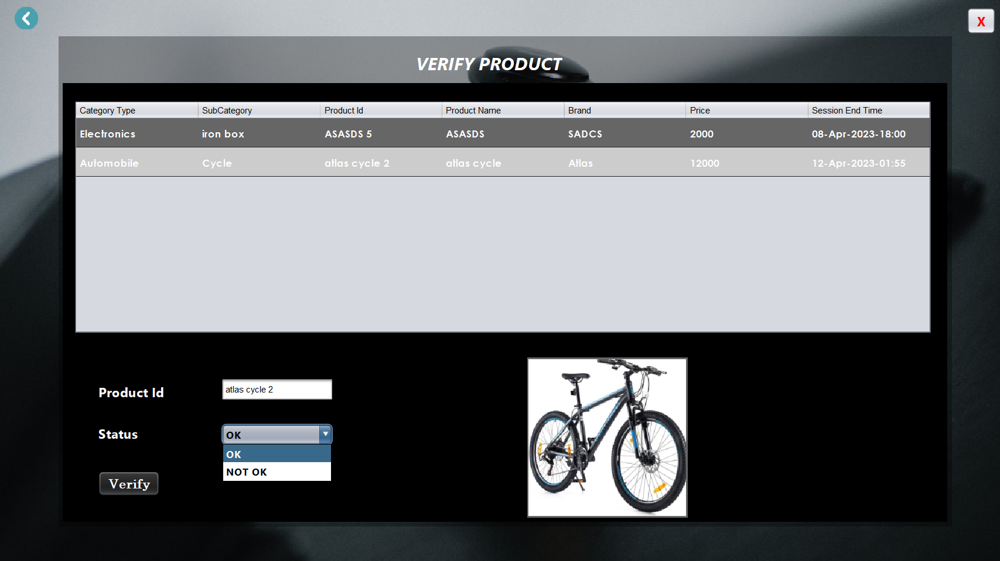 X
VERIFY PRODUCT
Category Type SubCategory Product Id Product Name Brand Price Session End Time
Electronics iron box ASASDS 5 ASASDS SADCS 2000 08-Apr-2023-18:00
Automobile Cycle atlas cycle 2 atlas cycle Atlas 12000 12-Apr-2023-01:55
Product Id atlas cycle 2
Status OK
OK
NOT OK
Verify